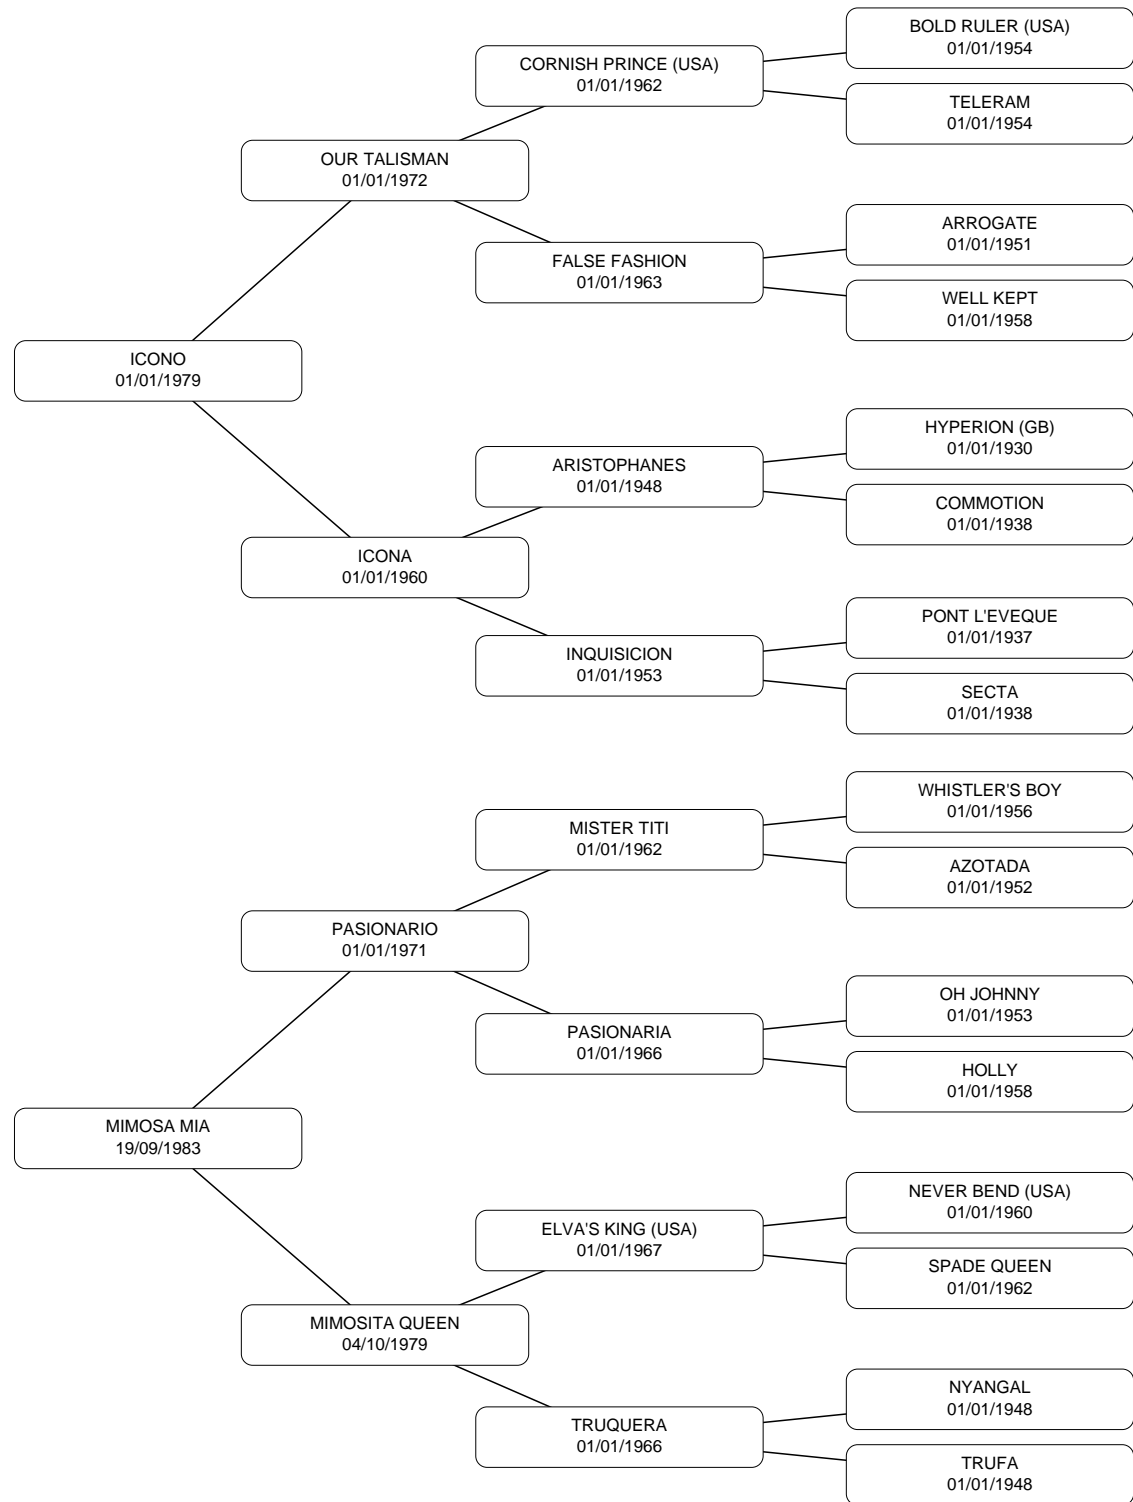 BOLD RULER (USA)
01/01/1954
CORNISH PRINCE (USA)
01/01/1962
TELERAM
01/01/1954
OUR TALISMAN
01/01/1972
ARROGATE
01/01/1951
FALSE FASHION
01/01/1963
WELL KEPT
01/01/1958
ICONO
01/01/1979
HYPERION (GB)
01/01/1930
ARISTOPHANES
01/01/1948
COMMOTION
01/01/1938
ICONA
01/01/1960
PONT L'EVEQUE
01/01/1937
INQUISICION
01/01/1953
SECTA
01/01/1938
WHISTLER'S BOY
01/01/1956
MISTER TITI
01/01/1962
AZOTADA
01/01/1952
PASIONARIO
01/01/1971
OH JOHNNY
01/01/1953
PASIONARIA
01/01/1966
HOLLY
01/01/1958
MIMOSA MIA
19/09/1983
NEVER BEND (USA)
01/01/1960
ELVA'S KING (USA)
01/01/1967
SPADE QUEEN
01/01/1962
MIMOSITA QUEEN
04/10/1979
NYANGAL
01/01/1948
TRUQUERA
01/01/1966
TRUFA
01/01/1948